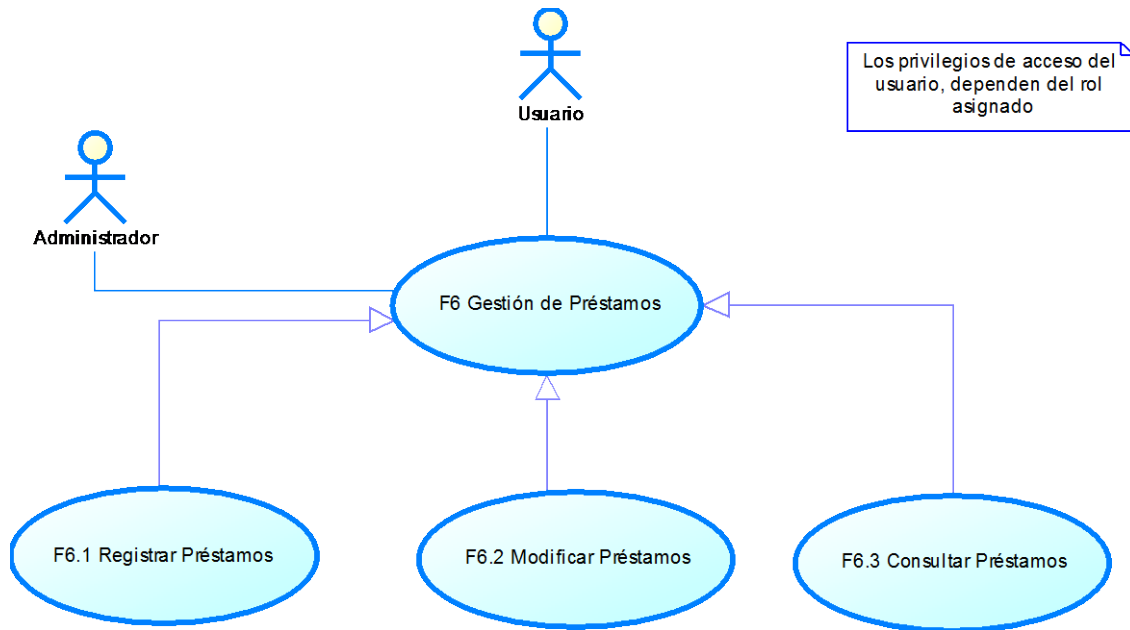 Usuario
Los privilegios de acceso del
usuario, dependen del rol
asignado
Administrador
F6 Gestión de Préstamos
F6.1 Registrar Préstamos
F6.2 Modificar Préstamos
F6.3 Consultar Préstamos